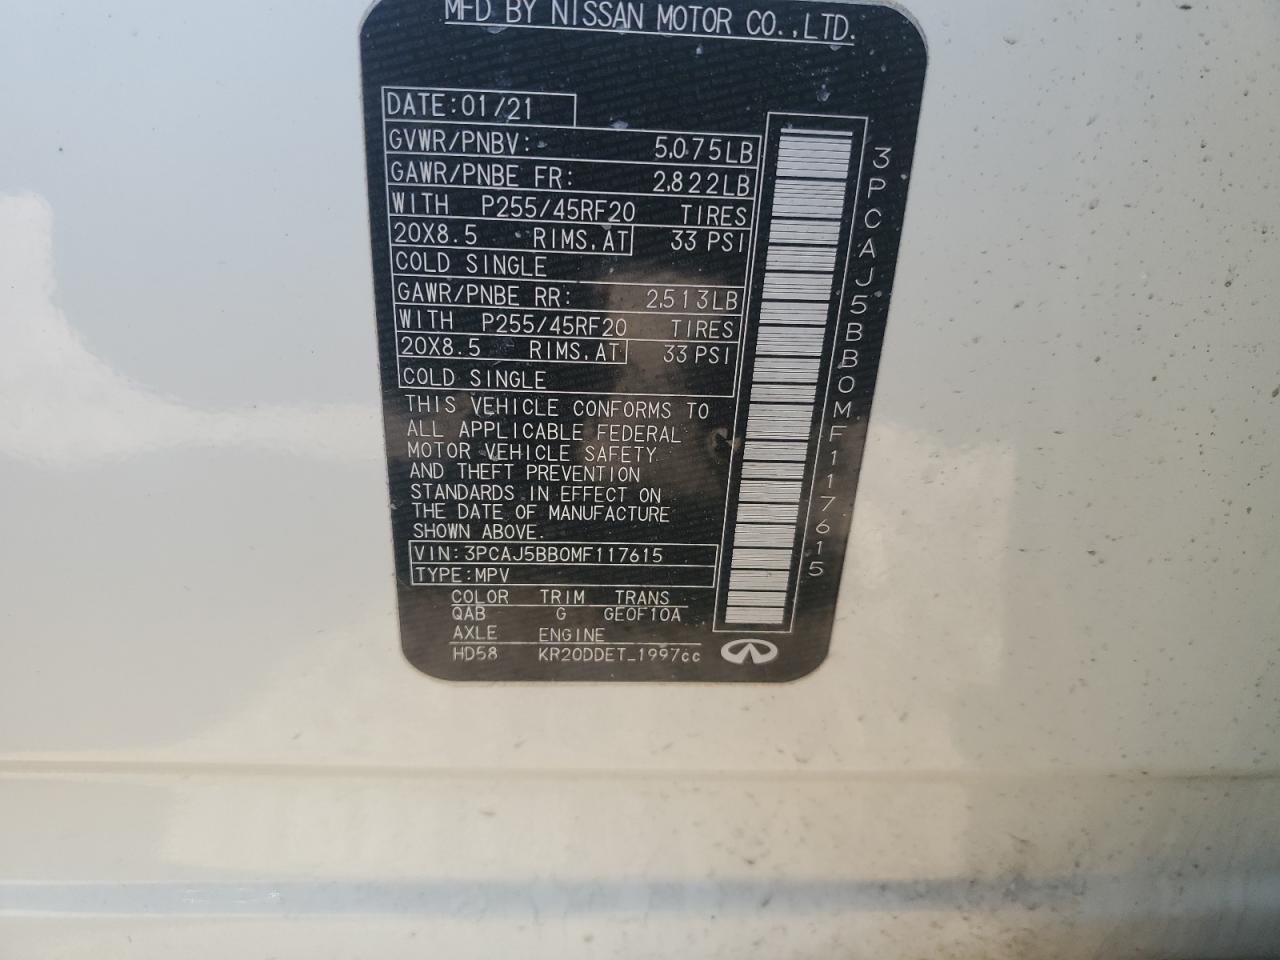 MFD BY NISSAN MOTOR CO.,LTD.
DATE:01/21
GVWR/PNBV: 5,075LB
GAWR/PNBE FR: 2,822LB
WITH P255/45RF20 TIRES
20X8.5 RIMS,AT 33 PSI
COLD SINGLE
GAWR/PNBE RR: 2,513LB
WITH P255/45RF20 TIRES
20X8.5 RIMS,AT 33 PSI
COLD SINGLE
THIS VEHICLE CONFORMS TO
ALL APPLICABLE FEDERAL
MOTOR VEHICLE SAFETY
AND THEFT PREVENTION
STANDARDS IN EFFECT ON
THE DATE OF MANUFACTURE
SHOWN ABOVE.
VIN:3PCAJ5BB0MF117615
TYPE:MPV
COLOR TRIM TRANS
QAB G GE0F10A
AXLE ENGINE
HD58 KR20DDET_1997cc
3PCAJ5BB0MF117615